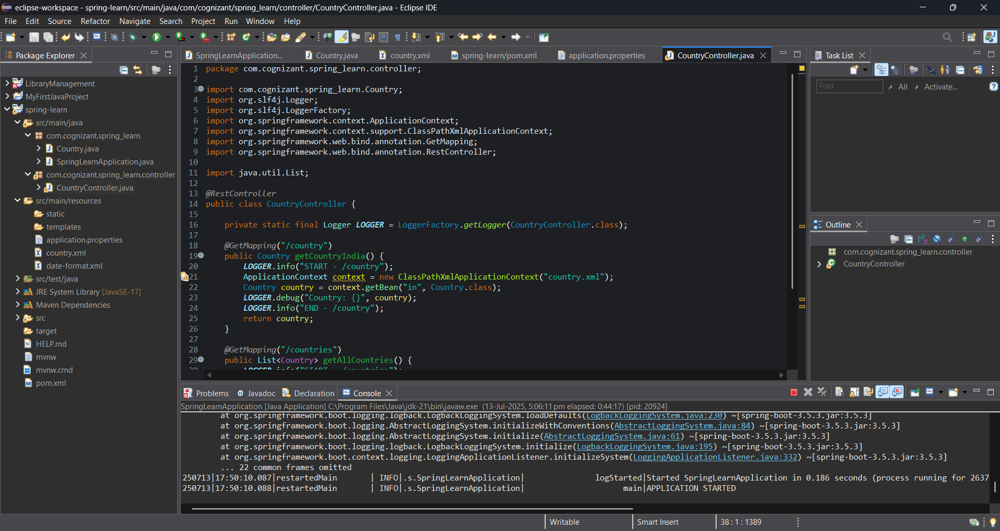 eclipse-workspace - spring-learn/src/main/java/com/cognizant/spring_learn/controller/CountryController.java - Eclipse IDE
File Edit Source Refactor Navigate Search Project Run Window Help
Package Explorer
LibraryManagement
MyFirstJavaProject
spring-learn
src/main/java
com.cognizant.spring_learn
Country.java
SpringLearnApplication.java
com.cognizant.spring_learn.controller
CountryController.java
src/main/resources
static
templates
application.properties
country.xml
date-format.xml
src/test/java
JRE System Library [JavaSE-17]
Maven Dependencies
src
target
HELP.md
mvnw
mvnw.cmd
pom.xml
SpringLearnApplication... Country.java country.xml spring-learn/pom.xml application.properties CountryController.java
1 package com.cognizant.spring_learn.controller;
2
3 import com.cognizant.spring_learn.Country;
4 import org.slf4j.Logger;
5 import org.slf4j.LoggerFactory;
6 import org.springframework.context.ApplicationContext;
7 import org.springframework.context.support.ClassPathXmlApplicationContext;
8 import org.springframework.web.bind.annotation.GetMapping;
9 import org.springframework.web.bind.annotation.RestController;
10
11 import java.util.List;
12
13 @RestController
14 public class CountryController {
15
16 private static final Logger LOGGER = LoggerFactory.getLogger(CountryController.class);
17
18 @GetMapping("/country")
19 public Country getCountryIndia() {
20 LOGGER.info("START - /country");
21 ApplicationContext context = new ClassPathXmlApplicationContext("country.xml");
22 Country country = context.getBean("in", Country.class);
23 LOGGER.debug("Country: {}", country);
24 LOGGER.info("END - /country");
25 return country;
26 }
27
28 @GetMapping("/countries")
29 public List<Country> getAllCountries() {
30 LOGGER.info("START - /countries");
Task List
Find All Activate...
Outline
com.cognizant.spring_learn.controller
CountryController
Problems Javadoc Declaration Console
SpringLearnApplication [Java Application] C:\Program Files\Java\jdk-21\bin\javaw.exe (13-Jul-2025, 5:06:11 pm elapsed: 0:44:17) [pid: 20924]
at org.springframework.boot.logging.logback.LogbackLoggingSystem.loadDefaults(LogbackLoggingSystem.java:230) ~[spring-boot-3.5.3.jar:3.5.3]
at org.springframework.boot.logging.AbstractLoggingSystem.initializeWithConventions(AbstractLoggingSystem.java:84) ~[spring-boot-3.5.3.jar:3.5.3]
at org.springframework.boot.logging.AbstractLoggingSystem.initialize(AbstractLoggingSystem.java:61) ~[spring-boot-3.5.3.jar:3.5.3]
at org.springframework.boot.logging.logback.LogbackLoggingSystem.initialize(LogbackLoggingSystem.java:195) ~[spring-boot-3.5.3.jar:3.5.3]
at org.springframework.boot.context.logging.LoggingApplicationListener.initializeSystem(LoggingApplicationListener.java:332) ~[spring-boot-3.5.3.jar:3.5.3]
... 22 common frames omitted
250713|17:50:10.087|restartedMain | INFO|.s.SpringLearnApplication| logStarted|Started SpringLearnApplication in 0.186 seconds (process running for 2637
250713|17:50:10.088|restartedMain | INFO|.s.SpringLearnApplication| main|APPLICATION STARTED
Writable Smart Insert 38 : 1 : 1389